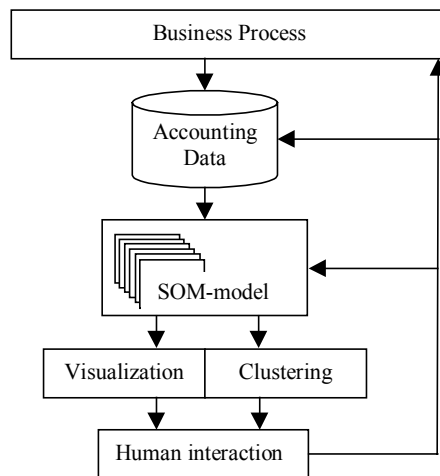 Business Process
Accounting
Data
SOM-model
Visualization
Clustering
Human interaction